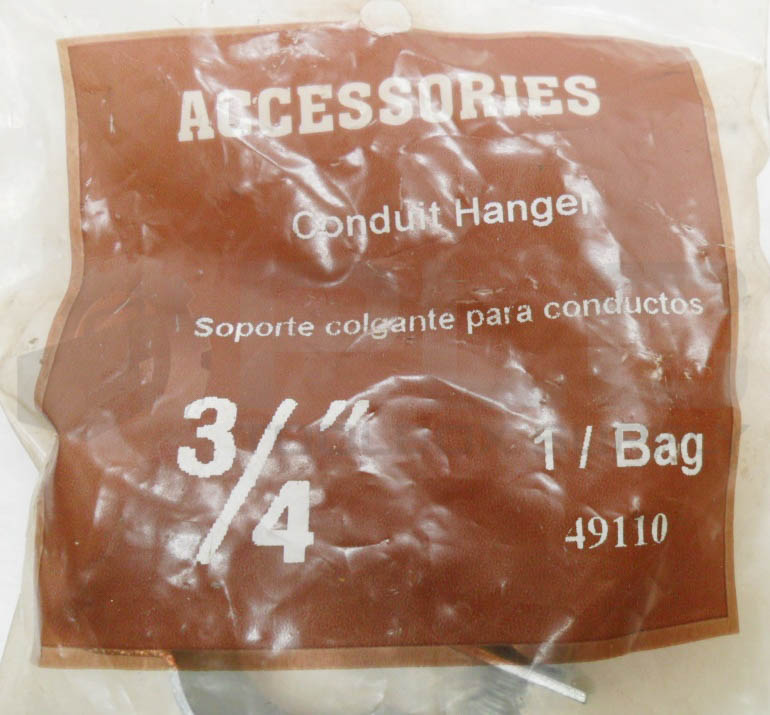 ACCESSORIES
Conduit Hanger
Soporte colgante para conductos
3/4"
1 / Bag
49110